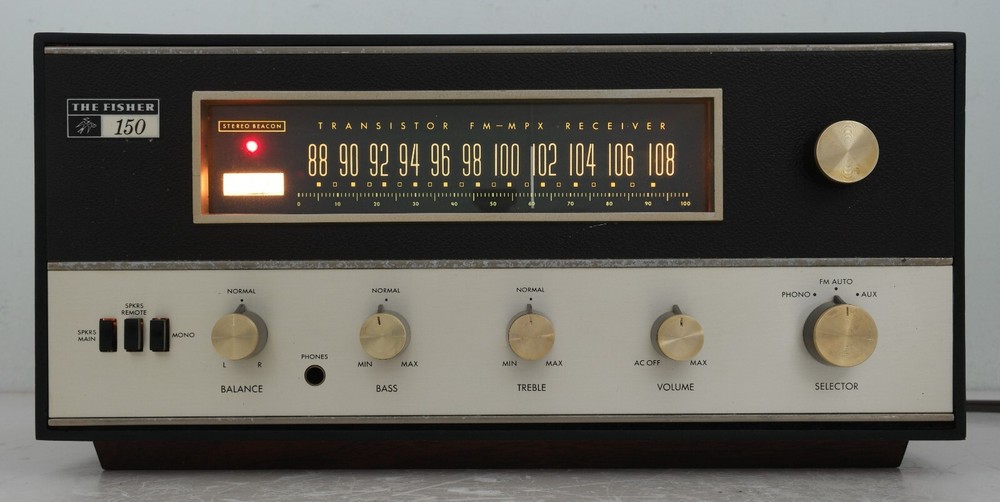 THE FISHER
150
STEREO BEACON
TRANSISTOR FM-MPX RECEIVER
88 90 92 94 96 98 100 102 104 106 108
0 10 20 30 40 50 60 70 80 90 100
SPKRS
MAIN
SPKRS
REMOTE
MONO
NORMAL
L R
BALANCE
PHONES
NORMAL
MIN MAX
BASS
NORMAL
MIN MAX
TREBLE
AC OFF MAX
VOLUME
FM AUTO
PHONO AUX
SELECTOR